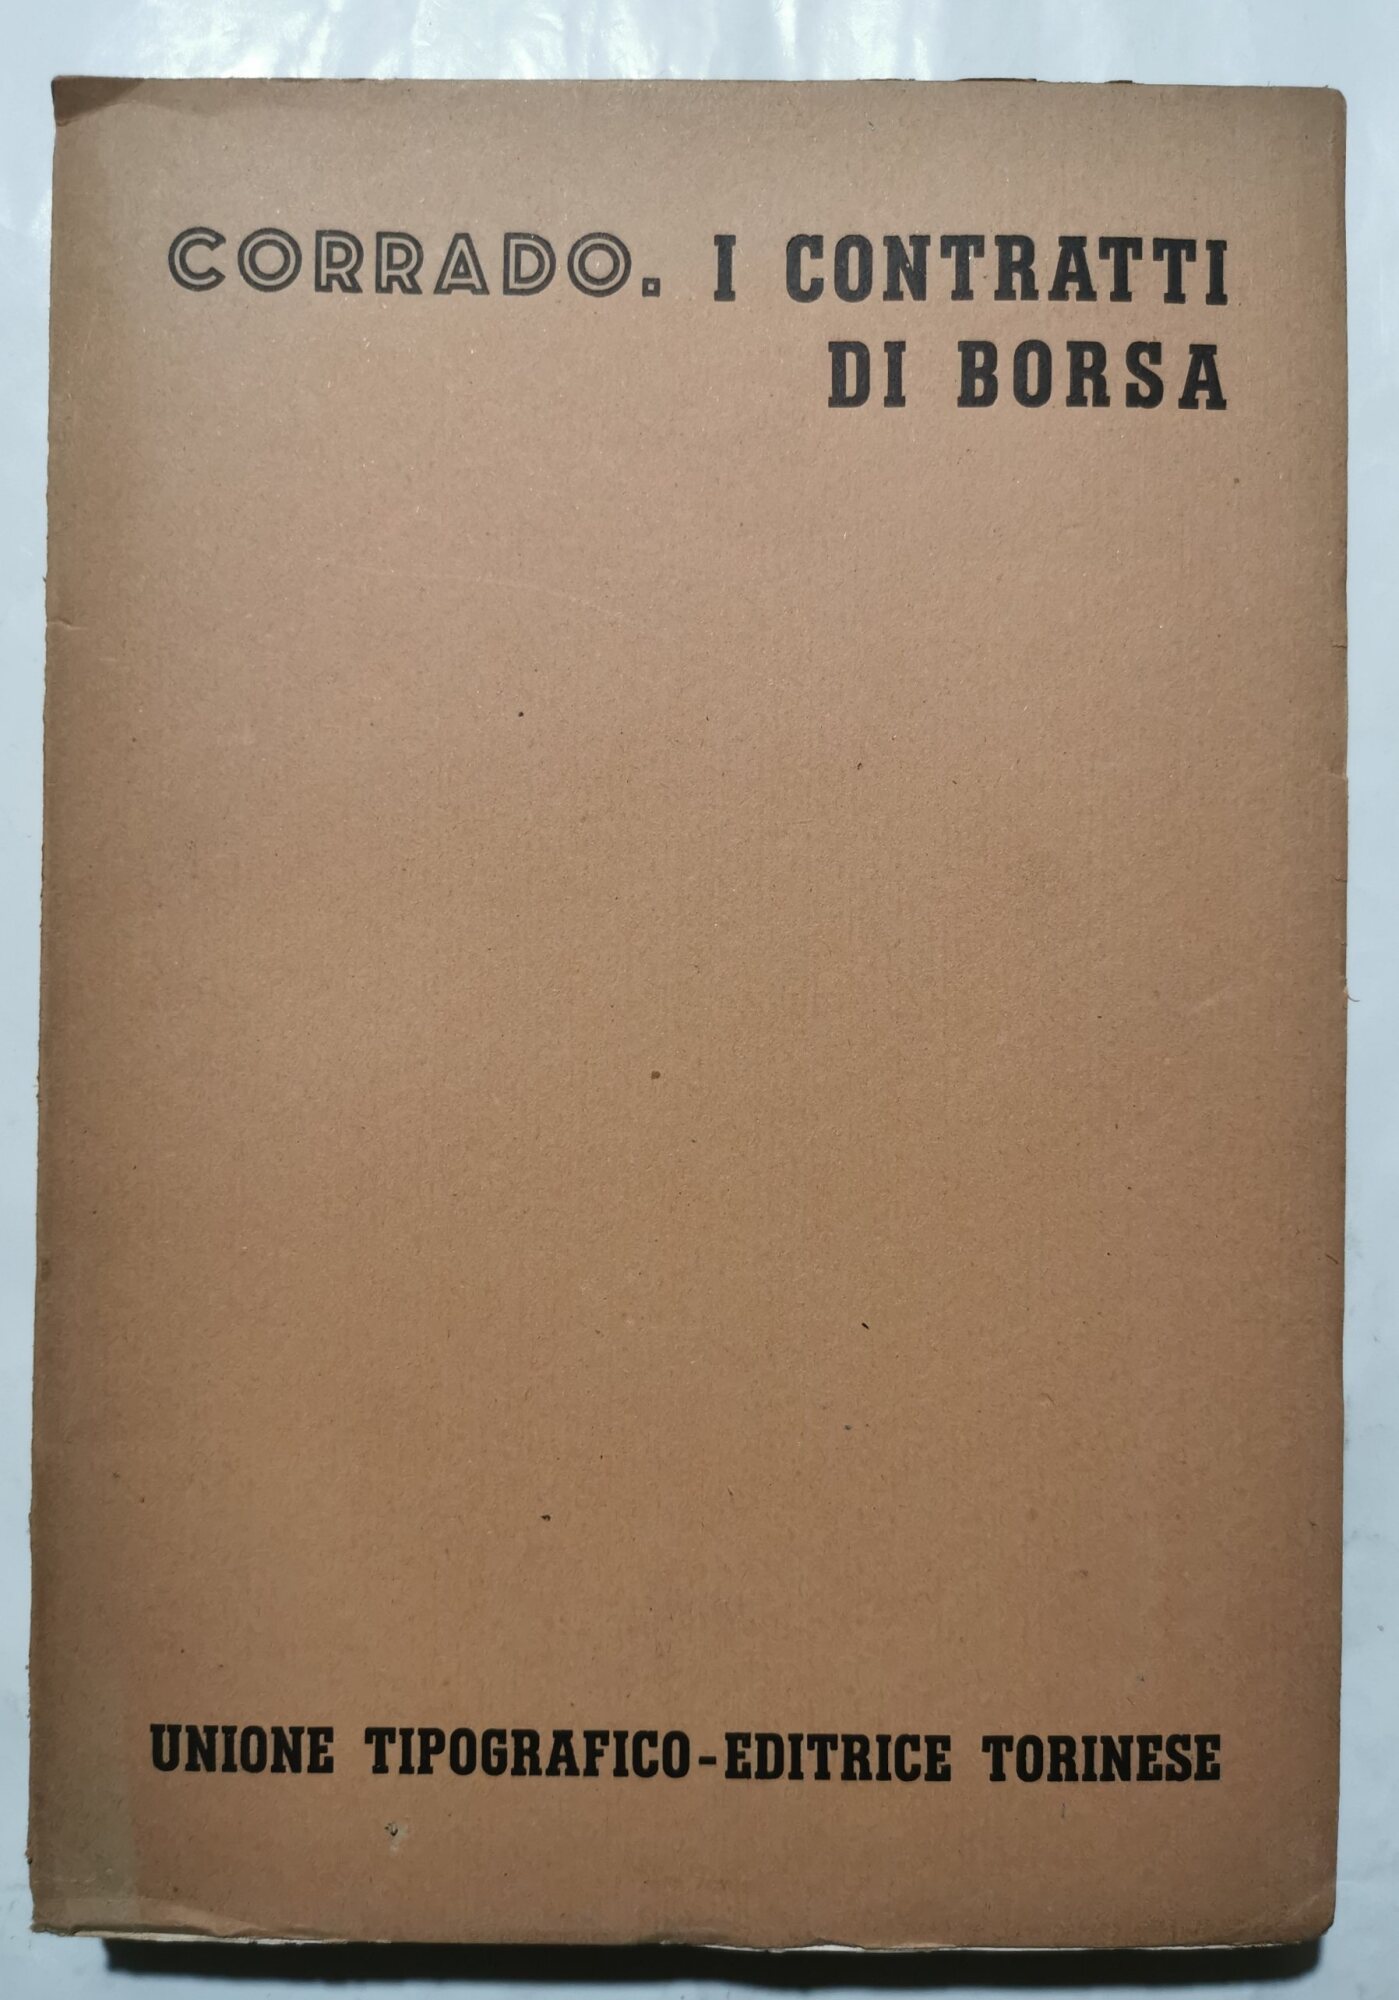 CORRADO. I CONTRATTI
DI BORSA
UNIONE TIPOGRAFICO-EDITRICE TORINESE